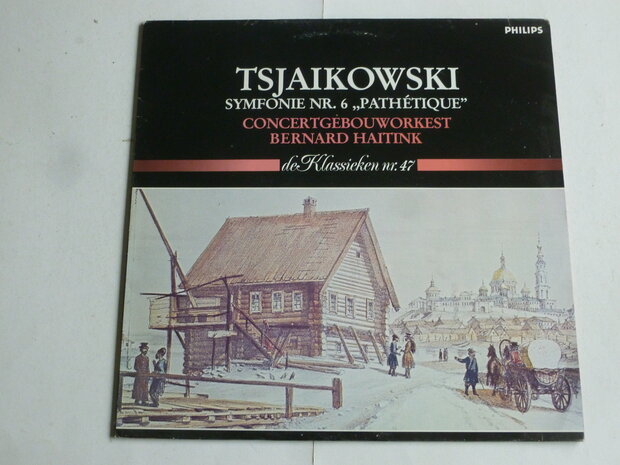 PHILIPS
TSJAIKOWSKI
SYMFONIE NR. 6 „PATHÉTIQUE”
CONCERTGEBOUWORKEST
BERNARD HAITINK
de Klassieken nr. 47